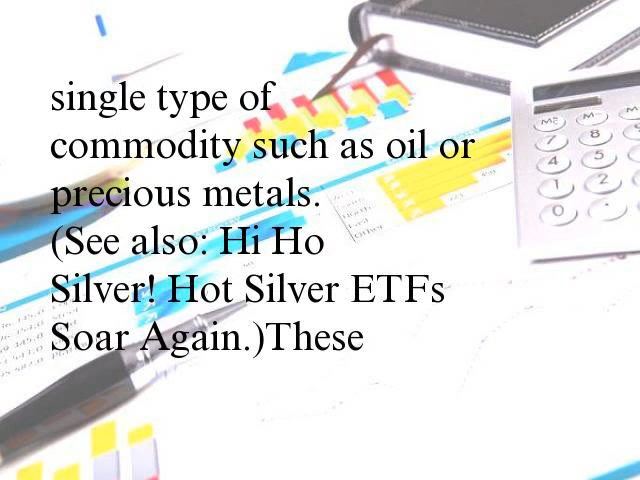 single type of
commodity such as oil or
precious metals.
(See also: Hi Ho
Silver! Hot Silver ETFs
Soar Again.)These